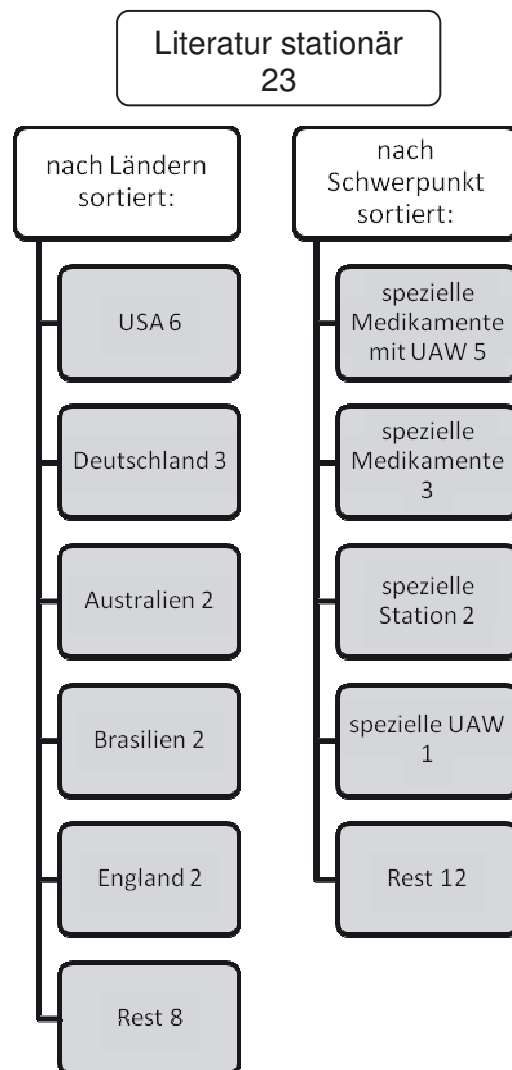 Literatur stationär
23
nach Ländern
sortiert:
USA 6
Deutschland 3
Australien 2
Brasilien 2
England 2
Rest 8
nach
Schwerpunkt
sortiert:
spezielle
Medikamente
mit UAW 5
spezielle
Medikamente
3
spezielle
Station 2
spezielle UAW
1
Rest 12